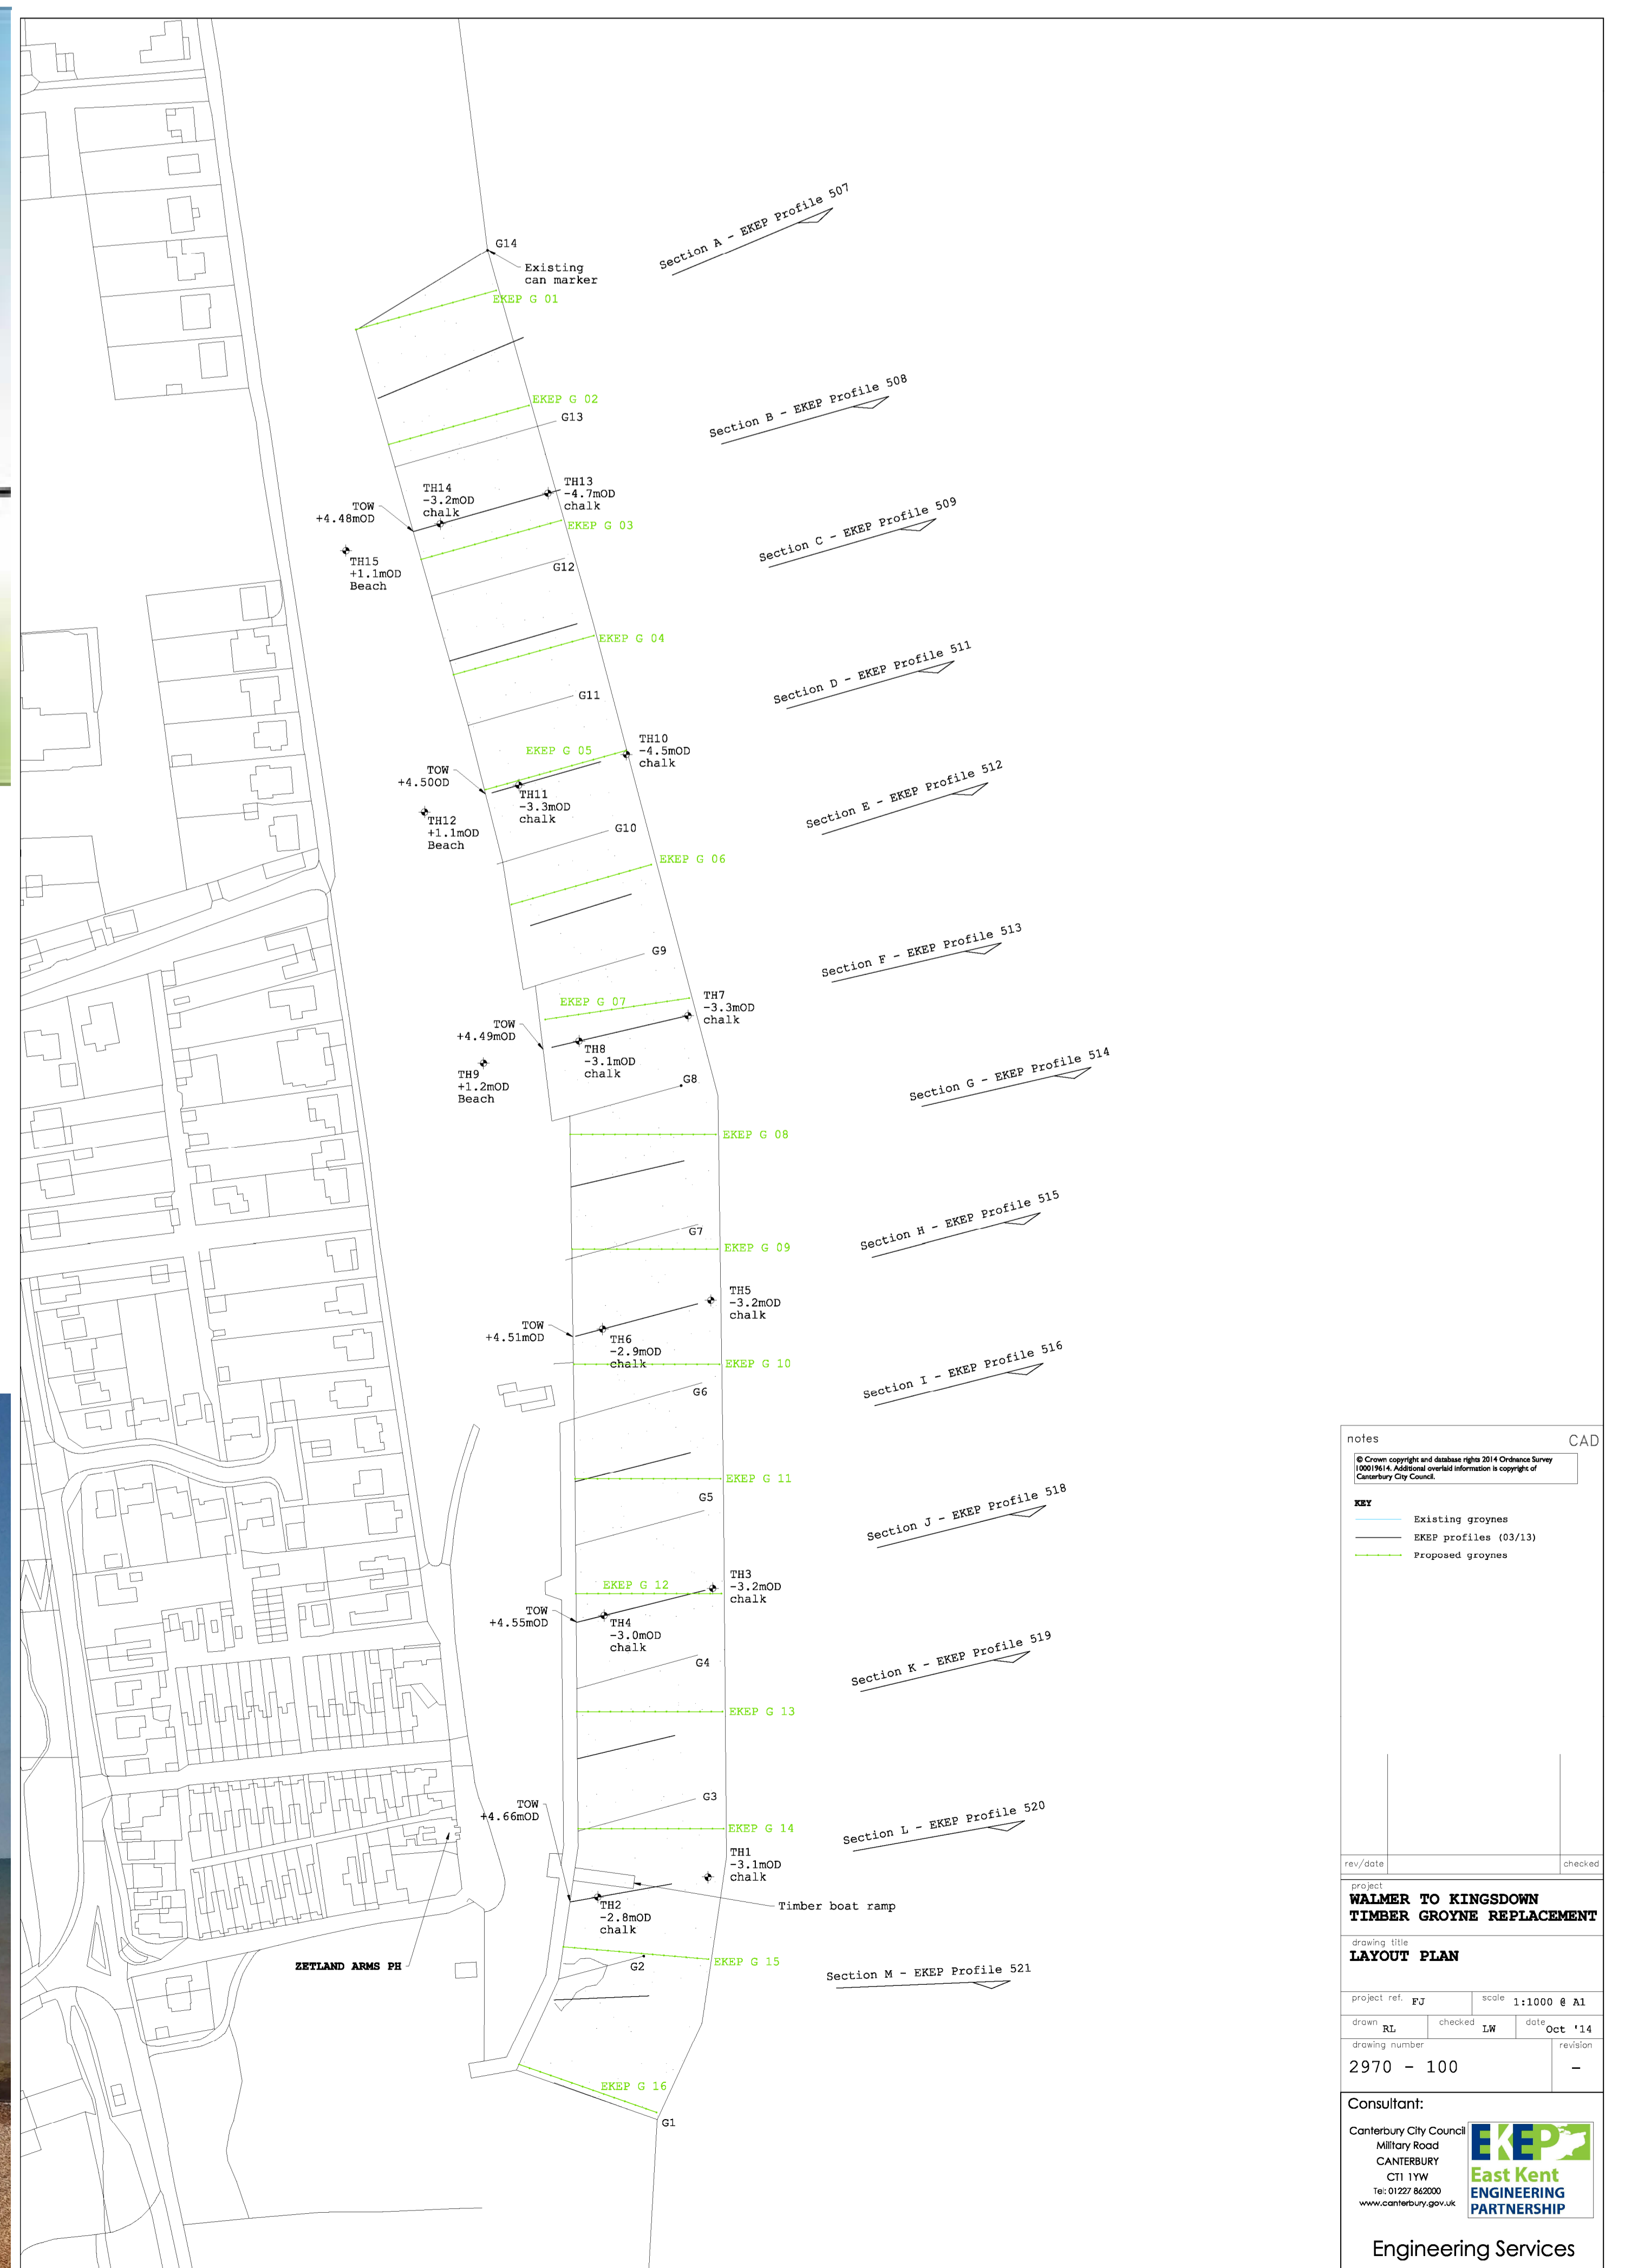 G14
Existing
can marker
EKEP G 01
Section A - EKEP Profile 507
EKEP G 02
G13
Section B - EKEP Profile 508
TH13
-4.7mOD
chalk
TH14
-3.2mOD
chalk
TOW
+4.48mOD
EKEP G 03
TH15
+1.1mOD
Beach
G12
Section C - EKEP Profile 509
EKEP G 04
Section D - EKEP Profile 511
G11
TH10
-4.5mOD
chalk
EKEP G 05
TOW
+4.50OD
TH11
-3.3mOD
chalk
TH12
+1.1mOD
Beach
Section E - EKEP Profile 512
G10
EKEP G 06
G9
Section F - EKEP Profile 513
EKEP G 07
TH7
-3.3mOD
chalk
TOW
+4.49mOD
TH8
-3.1mOD
chalk
TH9
+1.2mOD
Beach
G8
Section G - EKEP Profile 514
EKEP G 08
G7
Section H - EKEP Profile 515
EKEP G 09
TH5
-3.2mOD
chalk
TOW
+4.51mOD
TH6
-2.9mOD
chalk
EKEP G 10
G6
Section I - EKEP Profile 516
EKEP G 11
G5
Section J - EKEP Profile 518
EKEP G 12
TH3
-3.2mOD
chalk
TOW
+4.55mOD
TH4
-3.0mOD
chalk
G4
Section K - EKEP Profile 519
EKEP G 13
G3
TOW
+4.66mOD
EKEP G 14
Section L - EKEP Profile 520
TH1
-3.1mOD
chalk
TH2
-2.8mOD
chalk
Timber boat ramp
ZETLAND ARMS PH
G2
EKEP G 15
Section M - EKEP Profile 521
EKEP G 16
G1
notes
CAD
© Crown copyright and database rights 2014 Ordnance Survey
100019614. Additional overlaid information is copyright of
Canterbury City Council.
KEY
Existing groynes
EKEP profiles (03/13)
Proposed groynes
rev/date
checked
project
WALMER TO KINGSDOWN
TIMBER GROYNE REPLACEMENT
drawing title
LAYOUT PLAN
project ref. FJ
scale 1:1000 @ A1
drawn RL
checked LW
date Oct '14
drawing number
revision
2970 - 100
-
Consultant:
Canterbury City Council
Military Road
CANTERBURY
CT1 1YW
Tel: 01227 862000
www.canterbury.gov.uk
EKEP
East Kent
ENGINEERING
PARTNERSHIP
Engineering Services